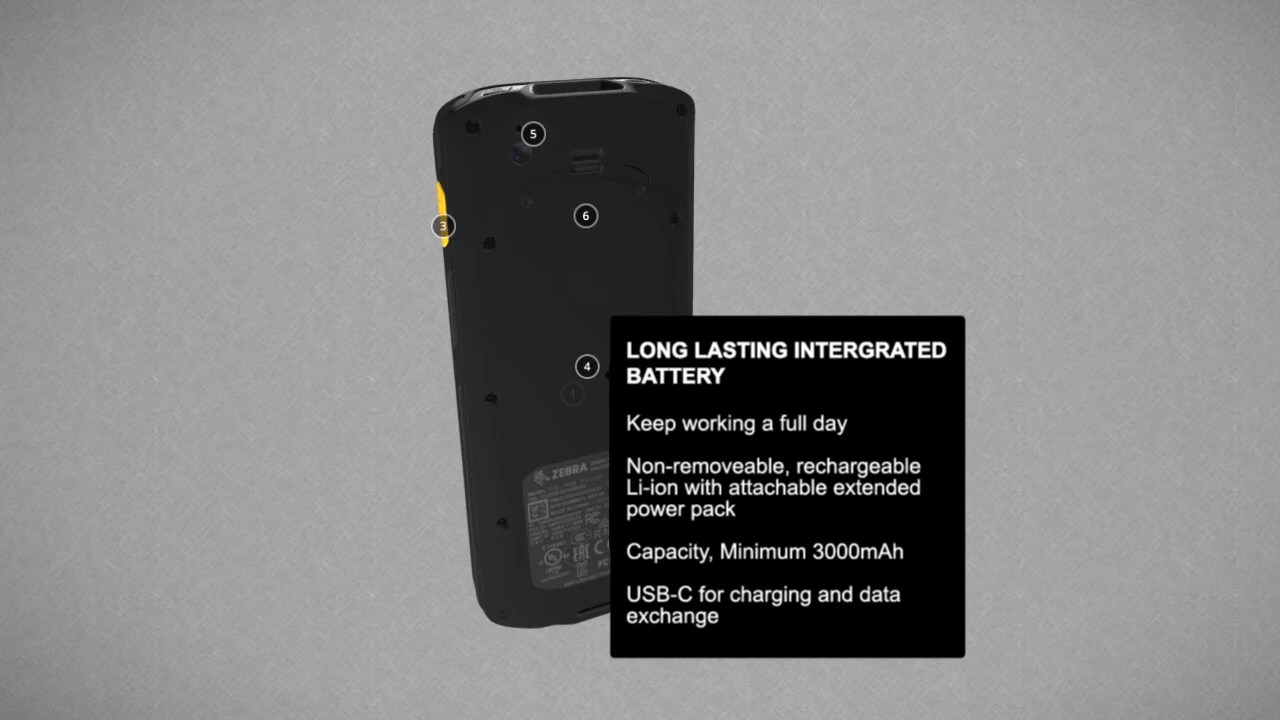 5
3
6
4
1
LONG LASTING INTERGRATED
BATTERY
Keep working a full day
Non-removeable, rechargeable
Li-ion with attachable extended
power pack
Capacity, Minimum 3000mAh
USB-C for charging and data
exchange
ZEBRA